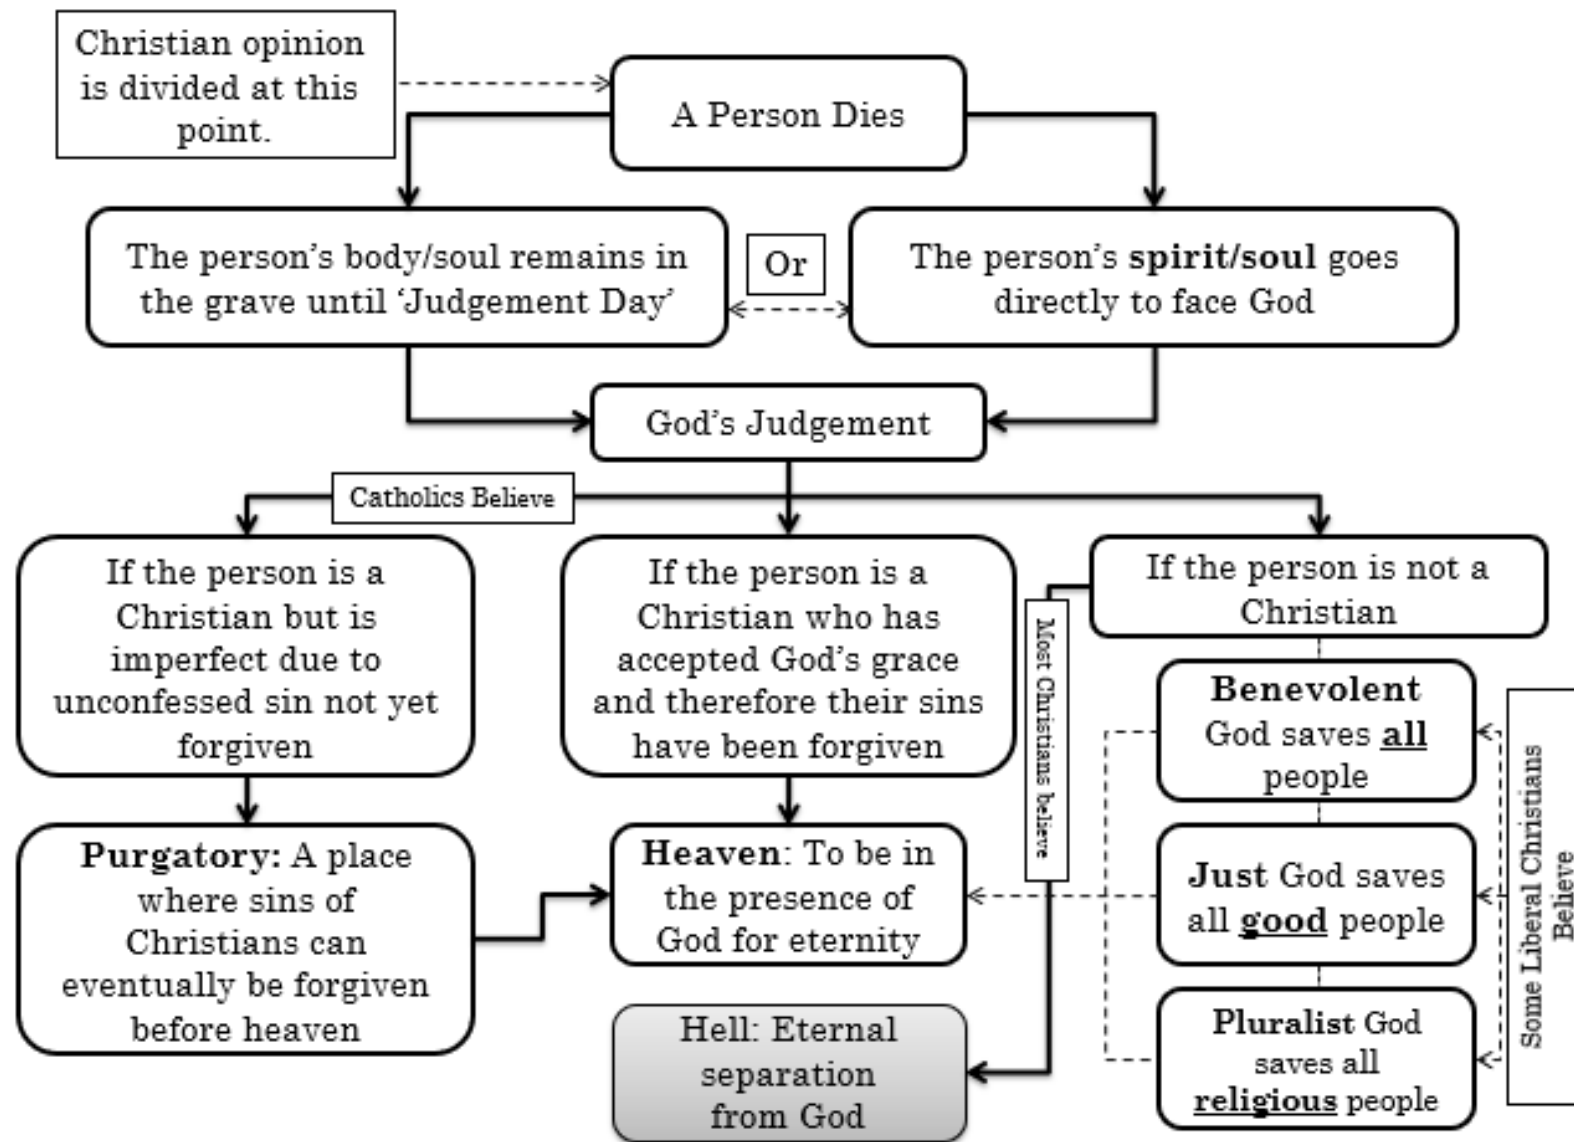 Christian opinion
is divided at this
point.
A Person Dies
The person's body/soul remains in
the grave until ‘Judgement Day’
Or
The person's spirit/soul goes
directly to face God
God's Judgement
Catholics Believe
If the person is a
Christian but is
imperfect due to
unconfessed sin not yet
forgiven
If the person is a
Christian who has
accepted God's grace
and therefore their sins
have been forgiven
If the person is not a
Christian
Most Christians believe
Benevolent
God saves all
people
Just God saves
all good people
Pluralist God
saves all
religious people
Some Liberal Christians
Believe
Purgatory: A place
where sins of
Christians can
eventually be forgiven
before heaven
Heaven: To be in
the presence of
God for eternity
Hell: Eternal
separation
from God